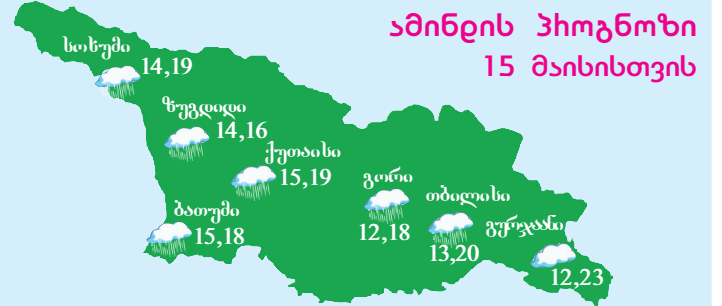 ამინდის პროგნოზი
15 მაისისთვის
სოხუმი
14,19
ზუგდიდი
14,16
ქუთაისი
15,19
გორი
12,18
თბილისი
13,20
ბათუმი
15,18
გურჯაანი
12,23